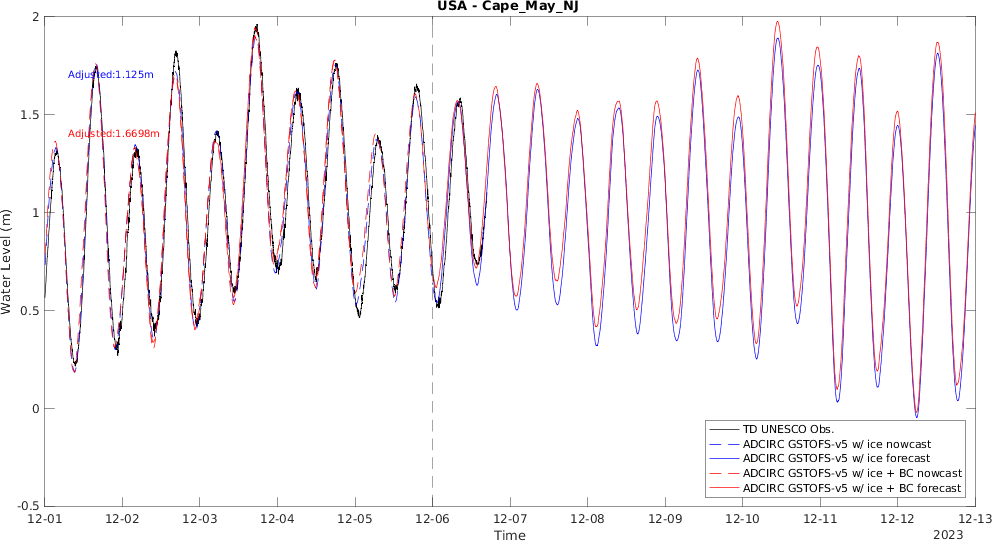 USA - Cape_May_NJ
2
1.5
1
0.5
0
-0.5
Water Level (m)
Adjusted:1.125m
Adjusted:1.6698m
TD UNESCO Obs.
ADCIRC GSTOFS-v5 w/ ice nowcast
ADCIRC GSTOFS-v5 w/ ice forecast
ADCIRC GSTOFS-v5 w/ ice + BC nowcast
ADCIRC GSTOFS-v5 w/ ice + BC forecast
12-01 12-02 12-03 12-04 12-05 12-06 12-07 12-08 12-09 12-10 12-11 12-12 12-13
Time
2023